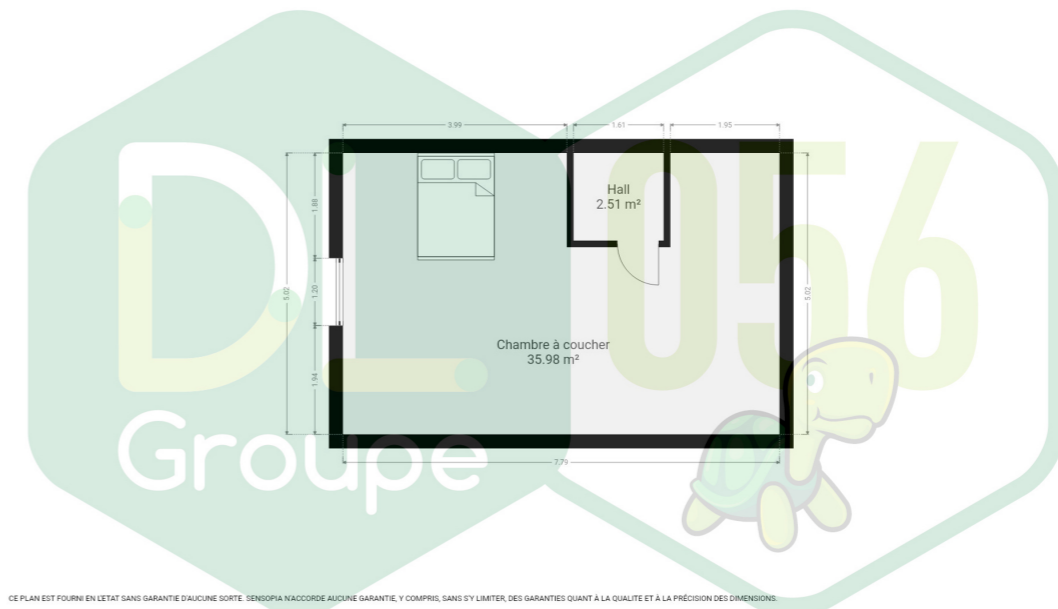 3.99
1.61
1.95
Hall
2.51 m²
1.88
5.02
1.20
5.02
Chambre à coucher
35.98 m²
1.94
7.79
DL
Groupe
056
CE PLAN EST FOURNI EN L'ETAT SANS GARANTIE D'AUCUNE SORTE. SENSOPIA N'ACCORDE AUCUNE GARANTIE, Y COMPRIS, SANS S'Y LIMITER, DES GARANTIES QUANT À LA QUALITE ET À LA PRÉCISION DES DIMENSIONS.